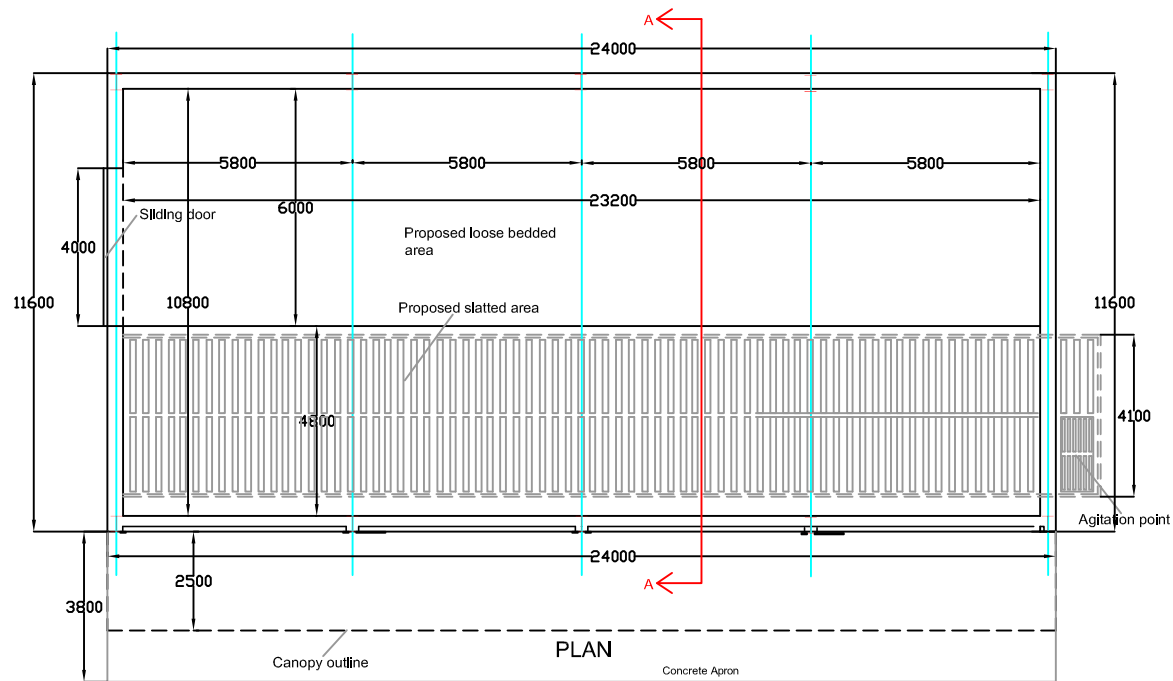 A
24000
5800
5800
5800
5800
23200
6000
Sliding door
4000
Proposed loose bedded
area
11600
10800
11600
Proposed slatted area
4800
4100
Agitation point
24000
A
2500
3800
PLAN
Canopy outline
Concrete Apron